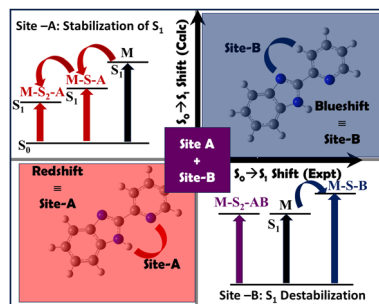 Site –A: Stabilization of S1
M
M-S-A
S1
M-S2-A
S1
S1
S0
S0→S1 Shift (Calc)
Site-B
Blueshift
≡
Site-B
Site A
+
Site-B
Redshift
≡
Site-A
Site-A
S0→S1 Shift (Expt)
M-S-B
M-S2-AB
M
S1
Site –B: S1 Destabilization